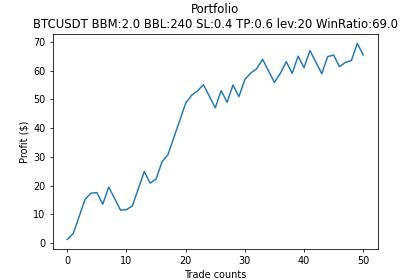 Portfolio
BTCUSDT BBM:2.0 BBL:240 SL:0.4 TP:0.6 lev:20 WinRatio:69.0
70
60
50
40
30
20
10
0
Profit ($)
0 10 20 30 40 50
Trade counts